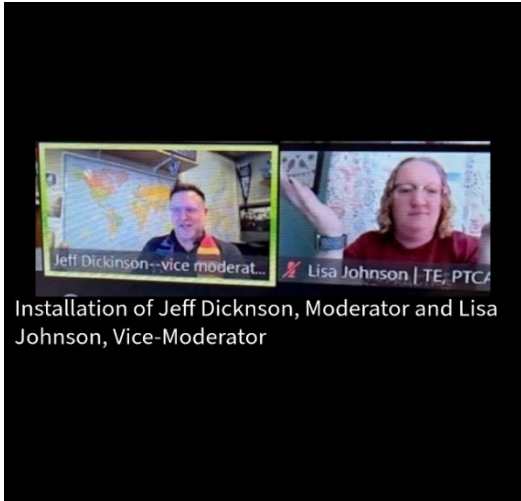 Jeff Dickinson--vice moderat...
Lisa Johnson | TE, PTCA
Installation of Jeff Dicknson, Moderator and Lisa
Johnson, Vice-Moderator